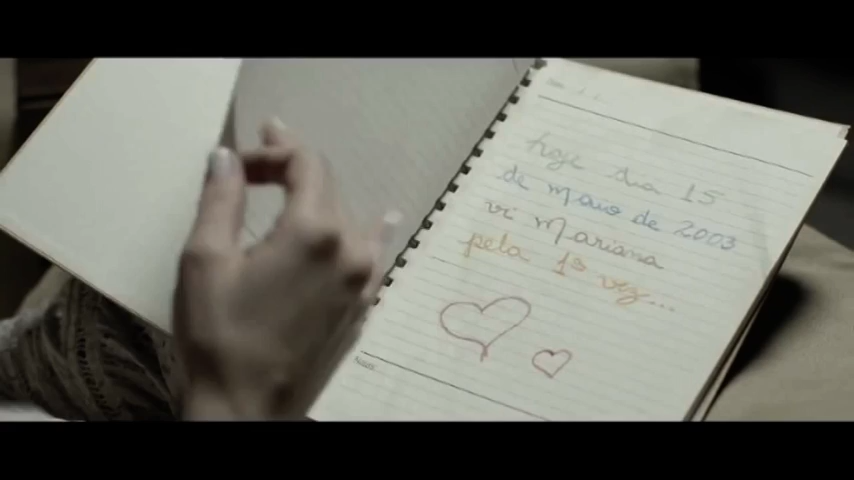 hoje dia 15
de maio de 2003
vi Mariana
pela 1ª vez...